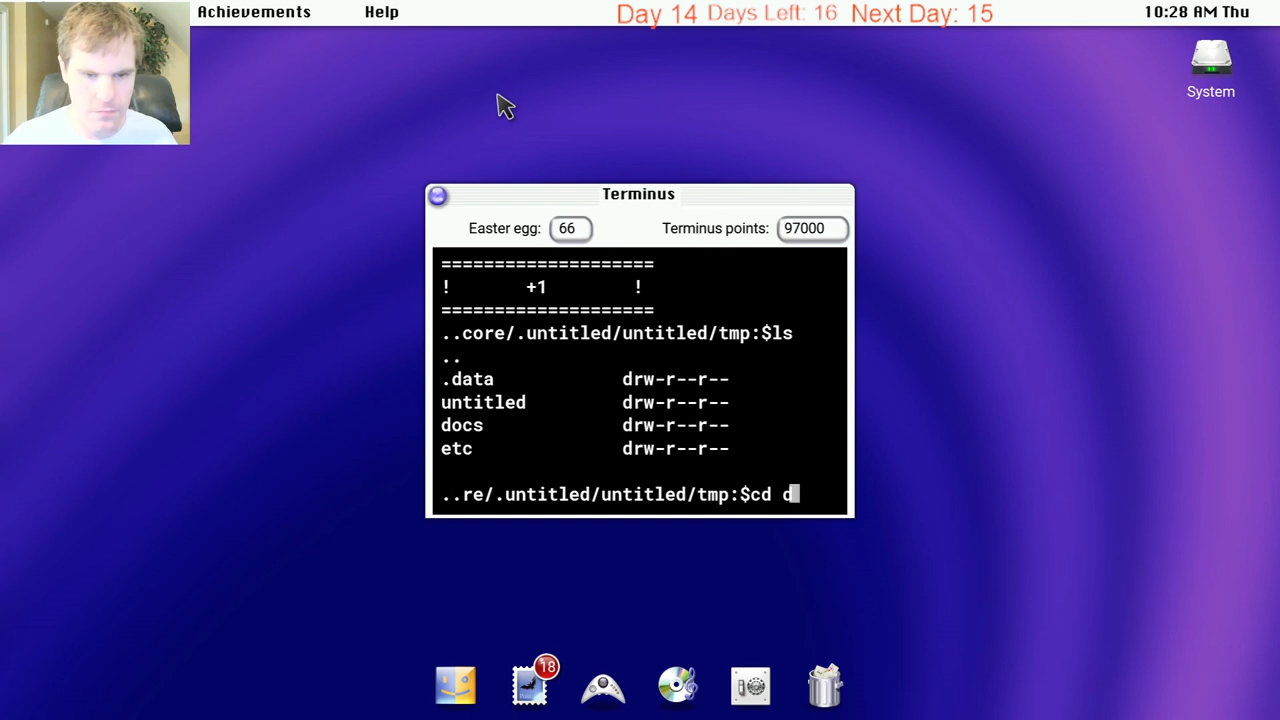 Achievements Help Day 14 Days Left: 16 Next Day: 15 10:28 AM Thu
System
Terminus
Easter egg: 66 Terminus points: 97000
====================
! +1 !
====================
..core/.untitled/untitled/tmp:$ls
..
.data drw-r--r--
untitled drw-r--r--
docs drw-r--r--
etc drw-r--r--
..re/.untitled/untitled/tmp:$cd d
18